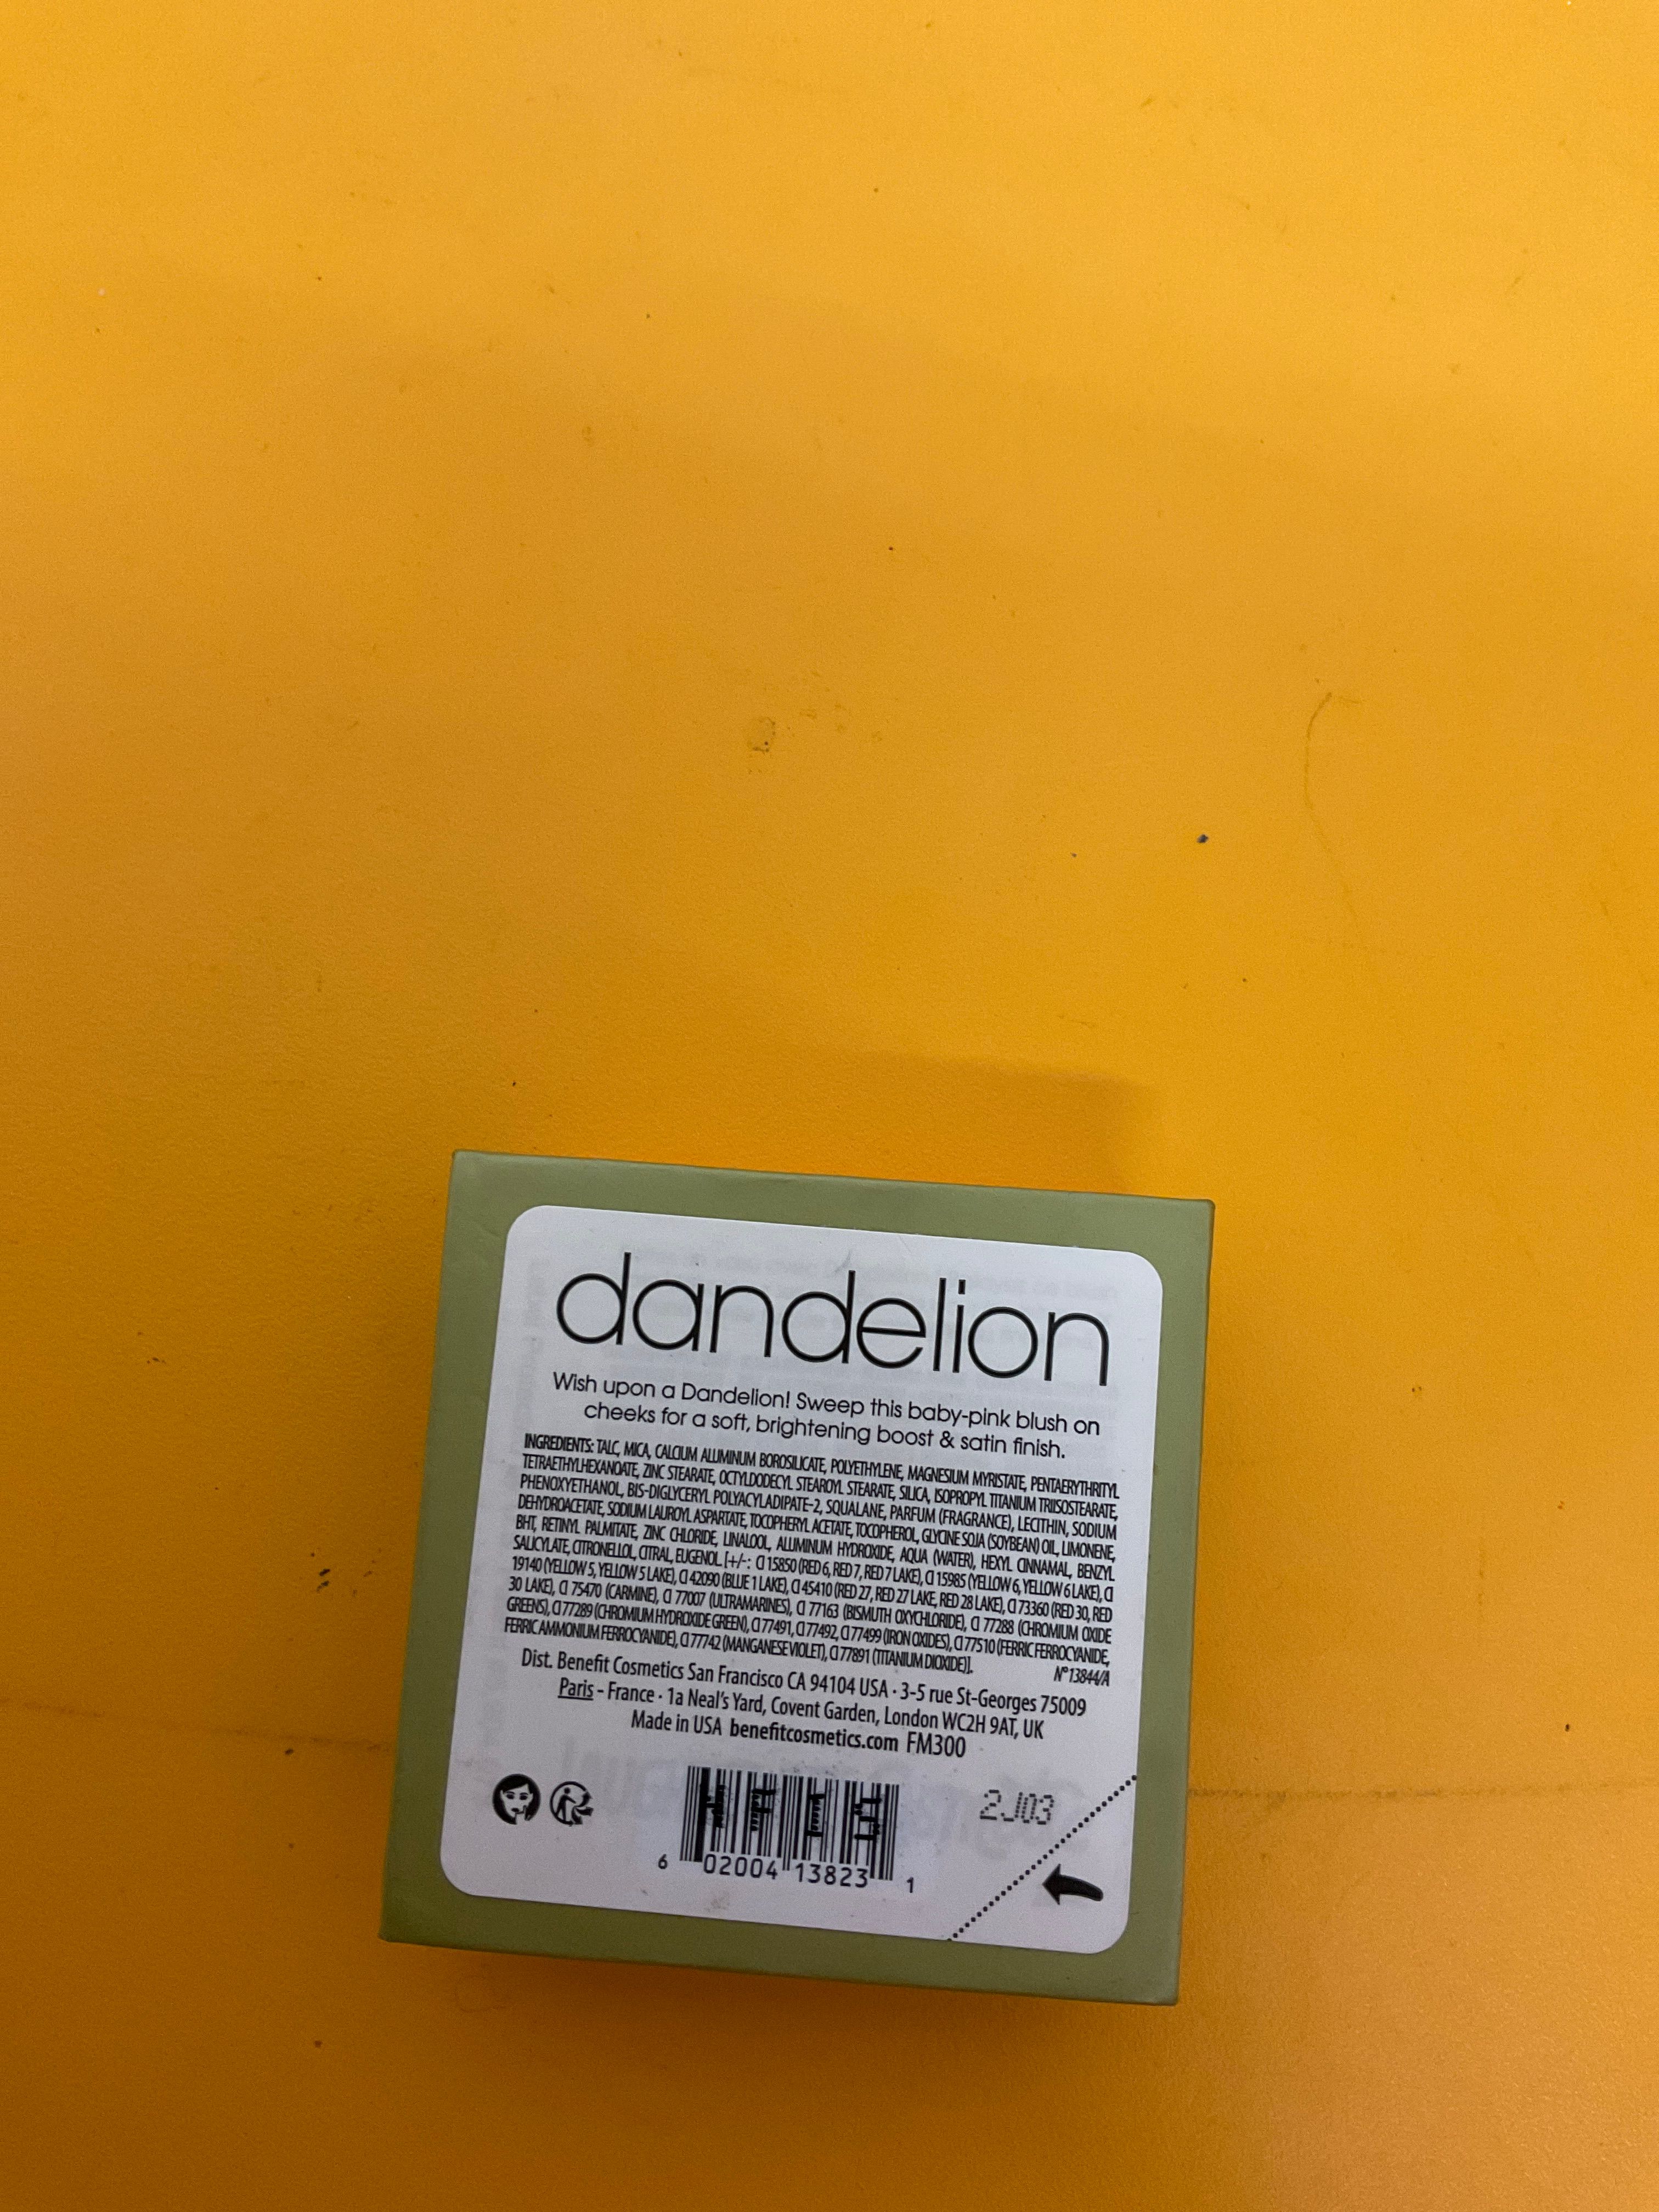 dandelion
Wish upon a Dandelion! Sweep this baby-pink blush on
cheeks for a soft, brightening boost & satin finish.
INGREDIENTS: TALC, MICA, CALCIUM ALUMINUM BOROSILICATE, POLYETHYLENE, MAGNESIUM MYRISTATE, PENTAERYTHRITYL
TETRAETHYLHEXANOATE, ZINC STEARATE, OCTYLDODECYL STEAROYL STEARATE, SILICA, ISOPROPYL TITANIUM TRIISOSTEARATE,
PHENOXYETHANOL, BIS-DIGLYCERYL POLYACYLADIPATE-2, SQUALANE, PARFUM (FRAGRANCE), LECITHIN, SODIUM
DEHYDROACETATE, SODIUM LAUROYL ASPARTATE, TOCOPHERYL ACETATE, TOCOPHEROL, GLYCINE SOJA (SOYBEAN) OIL, LIMONENE,
BHT, RETINYL PALMITATE, ZINC CHLORIDE, LINALOOL, ALUMINUM HYDROXIDE, AQUA (WATER), HEXYL CINNAMAL, BENZYL
SALICYLATE, CITRONELLOL, CITRAL, EUGENOL. [+/-: CI 15850 (RED 6, RED 7, RED 7 LAKE), CI 15985 (YELLOW 6, YELLOW 6 LAKE), CI
19140 (YELLOW 5, YELLOW 5 LAKE), CI 42090 (BLUE 1 LAKE), CI 45410 (RED 27, RED 27 LAKE, RED 28 LAKE), CI 73360 (RED 30, RED
30 LAKE), CI 75470 (CARMINE), CI 77007 (ULTRAMARINES), CI 77163 (BISMUTH OXYCHLORIDE), CI 77288 (CHROMIUM OXIDE
GREENS), CI 77289 (CHROMIUM HYDROXIDE GREEN), CI 77491, CI 77492, CI 77499 (IRON OXIDES), CI 77510 (FERRIC FERROCYANIDE,
FERRIC AMMONIUM FERROCYANIDE), CI 77742 (MANGANESE VIOLET), CI 77891 (TITANIUM DIOXIDE)].
N° 13844/A
Dist. Benefit Cosmetics San Francisco CA 94104 USA · 3-5 rue St-Georges 75009
Paris - France · 1a Neal's Yard, Covent Garden, London WC2H 9AT, UK
Made in USA benefitcosmetics.com FM300
2J03
6 02004 13823 1